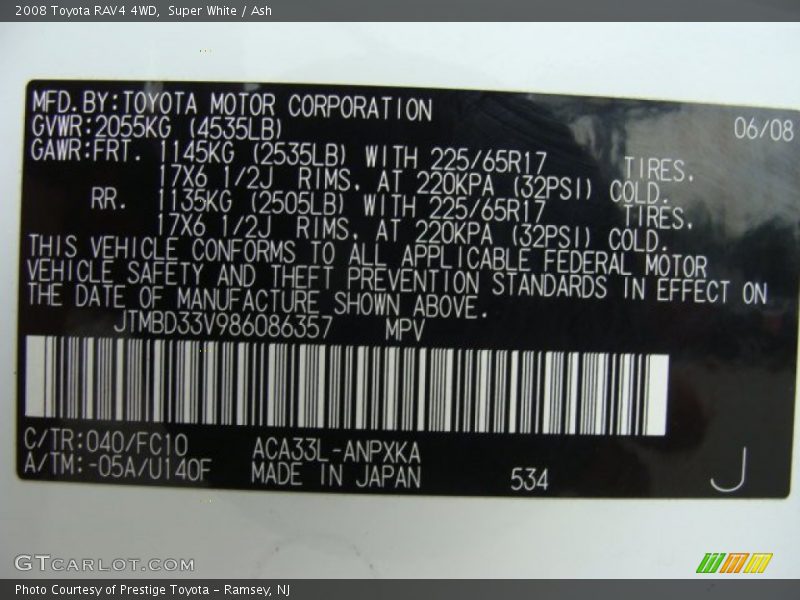 2008 Toyota RAV4 4WD,  Super White / Ash
MFD.BY:TOYOTA MOTOR CORPORATION 06/08
GVWR:2055KG (4535LB)
GAWR:FRT. 1145KG (2535LB) WITH 225/65R17 TIRES.
17X6 1/2J RIMS. AT 220KPA (32PSI) COLD.
RR. 1135KG (2505LB) WITH 225/65R17 TIRES.
17X6 1/2J RIMS. AT 220KPA (32PSI) COLD.
THIS VEHICLE CONFORMS TO ALL APPLICABLE FEDERAL MOTOR
VEHICLE SAFETY AND THEFT PREVENTION STANDARDS IN EFFECT ON
THE DATE OF MANUFACTURE SHOWN ABOVE.
JTMBD33V986086357 MPV
C/TR:040/FC10 ACA33L-ANPXKA
A/TM:-05A/U140F MADE IN JAPAN 534 J
GTCARLOT.COM
Photo Courtesy of Prestige Toyota - Ramsey, NJ